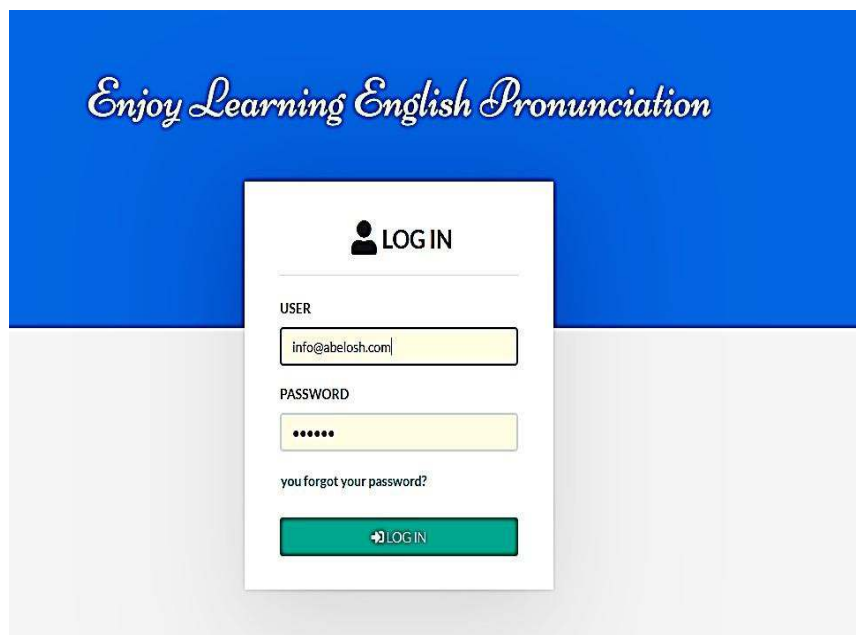 Enjoy Learning English Pronunciation
LOG IN
USER
info@abelosh.com
PASSWORD
••••••
you forgot your password?
LOG IN